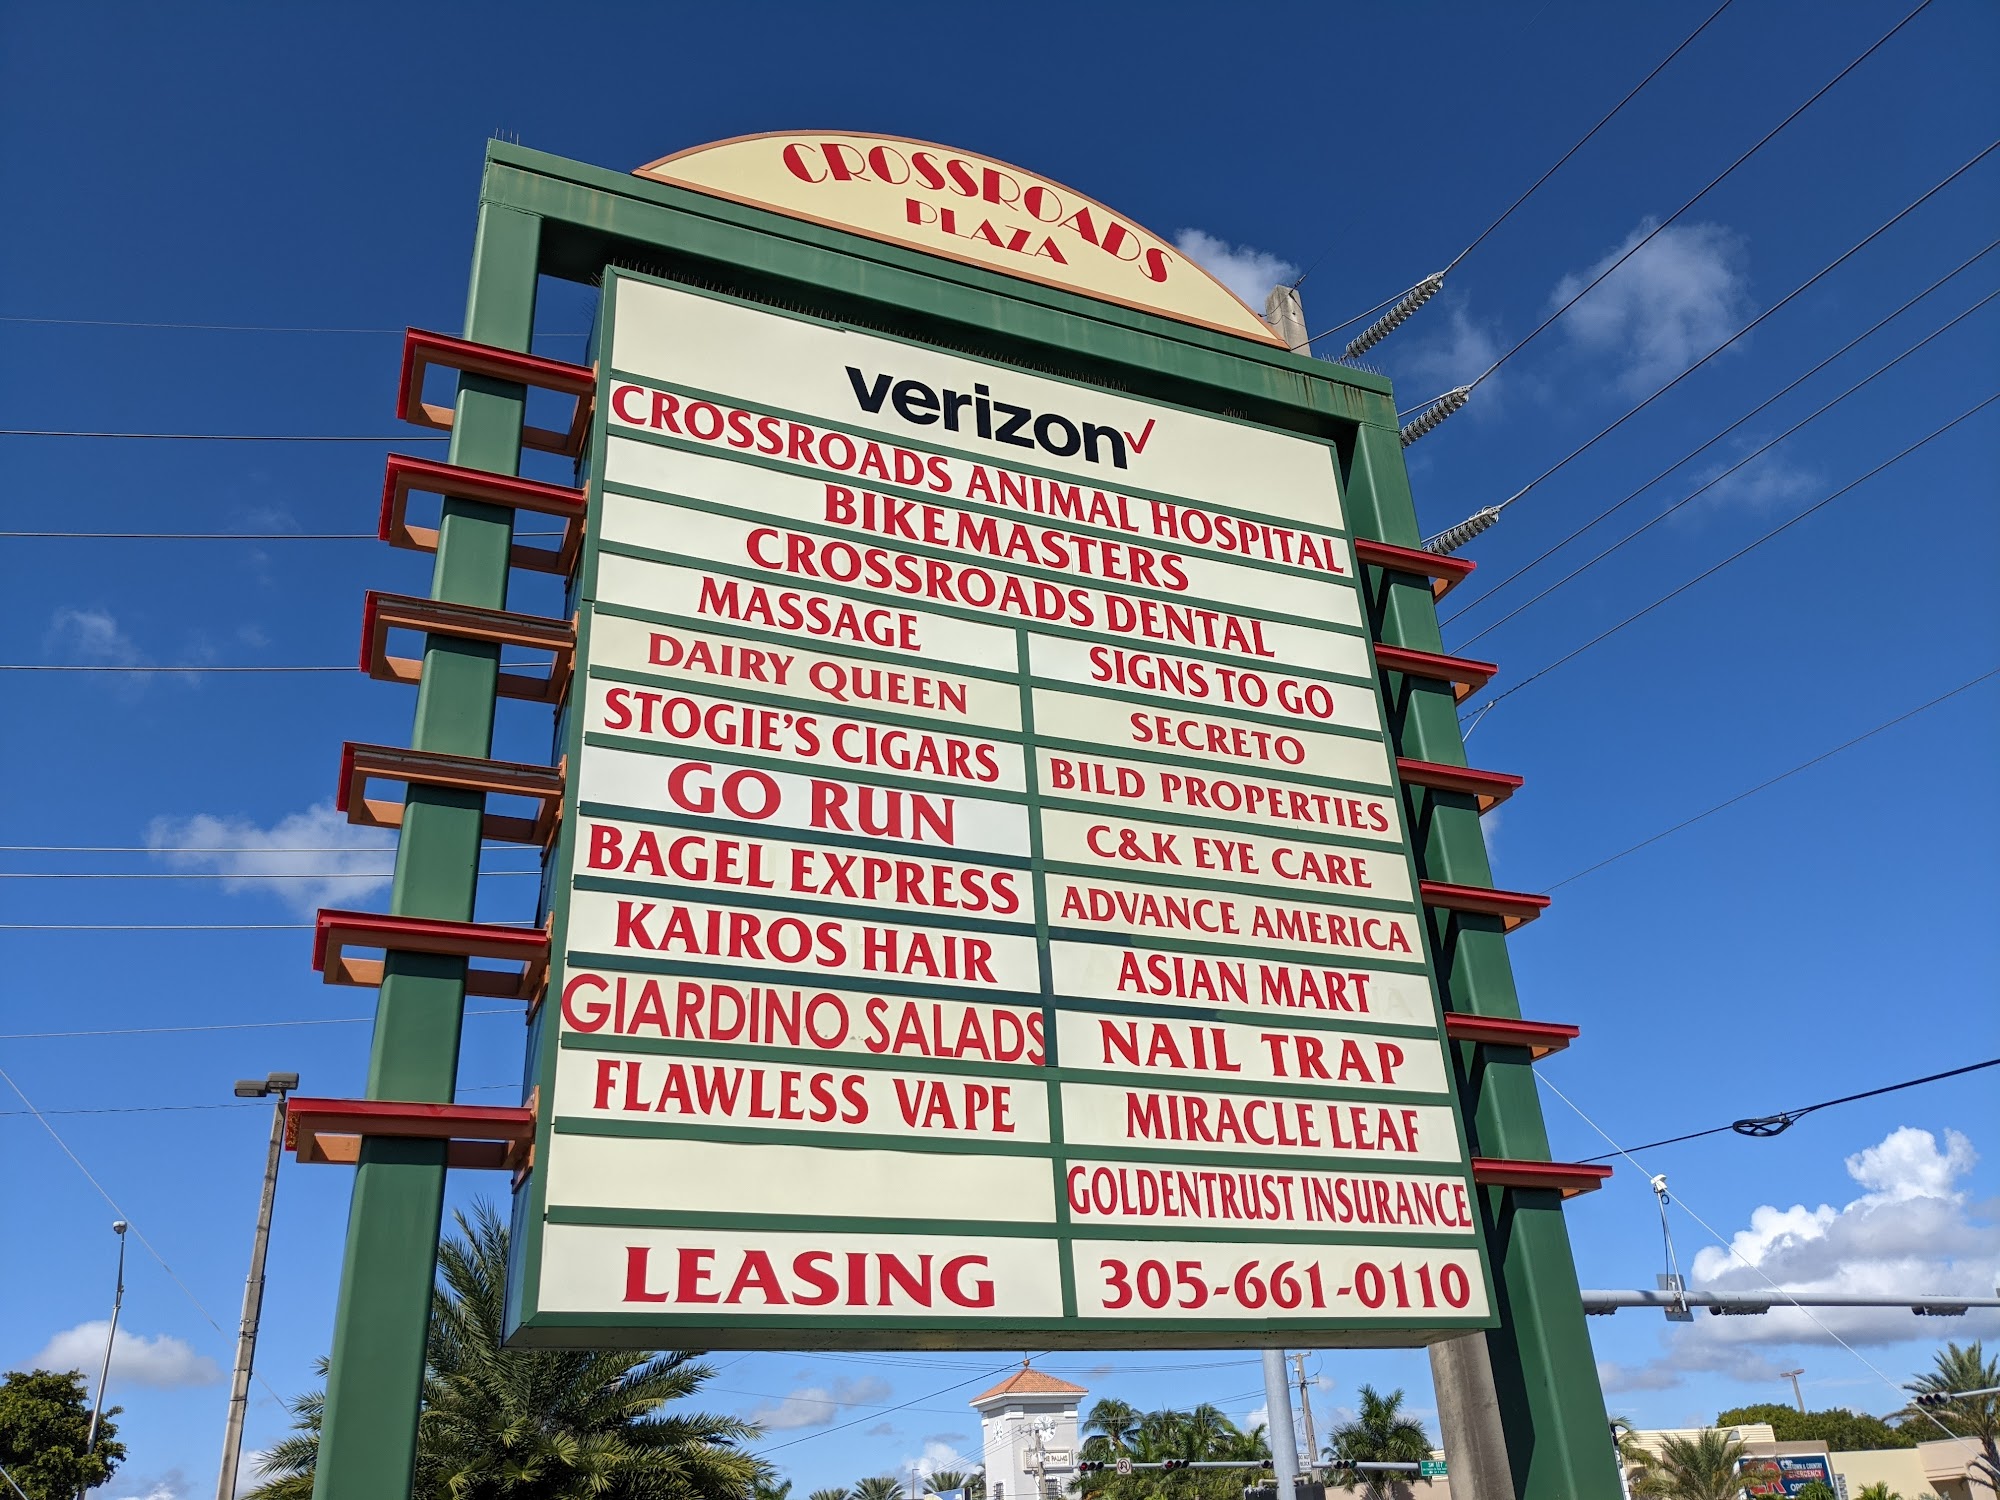 CROSSROADS
PLAZA
verizon
CROSSROADS ANIMAL HOSPITAL
BIKEMASTERS
CROSSROADS DENTAL
MASSAGE
SIGNS TO GO
DAIRY QUEEN
SECRETO
STOGIE'S CIGARS
BILD PROPERTIES
GO RUN
C&K EYE CARE
BAGEL EXPRESS
ADVANCE AMERICA
KAIROS HAIR
ASIAN MART
GIARDINO SALADS
NAIL TRAP
FLAWLESS VAPE
MIRACLE LEAF
GOLDENTRUST INSURANCE
LEASING
305-661-0110